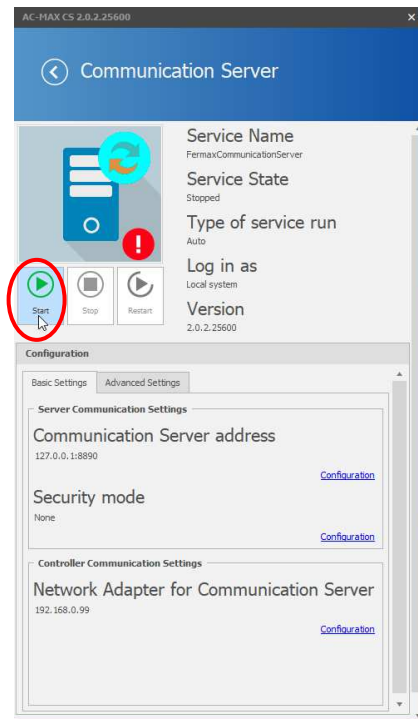 AC-MAX CS 2.0.2.25600
Communication Server
Service Name
FermaxCommunicationServer
Service State
Stopped
Type of service run
Auto
Log in as
Local system
Version
2.0.2.25600
Start
Stop
Restart
Configuration
Basic Settings
Advanced Settings
Server Communication Settings
Communication Server address
127.0.0.1:8890
Configuration
Security mode
None
Configuration
Controller Communication Settings
Network Adapter for Communication Server
192.168.0.99
Configuration